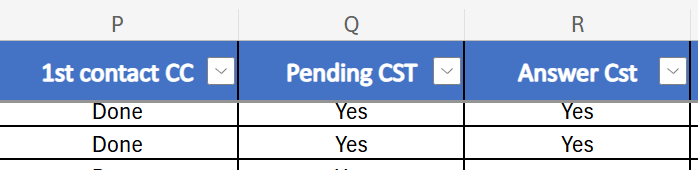 P Q R
1st contact CC Pending CST Answer Cst
Done Yes Yes
Done Yes Yes